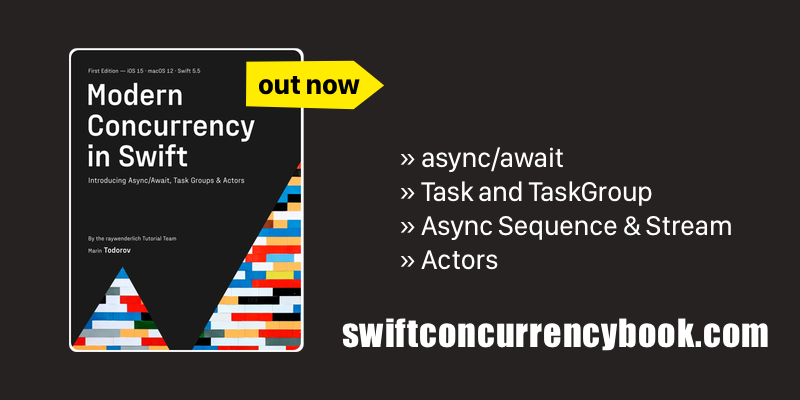 First Edition — iOS 15 · macOS 12 · Swift 5.5
Modern
Concurrency
in Swift
Introducing Async/Await, Task Groups & Actors
By the raywenderlich Tutorial Team
Marin Todorov
out now
» async/await
» Task and TaskGroup
» Async Sequence & Stream
» Actors
swiftconcurrencybook.com